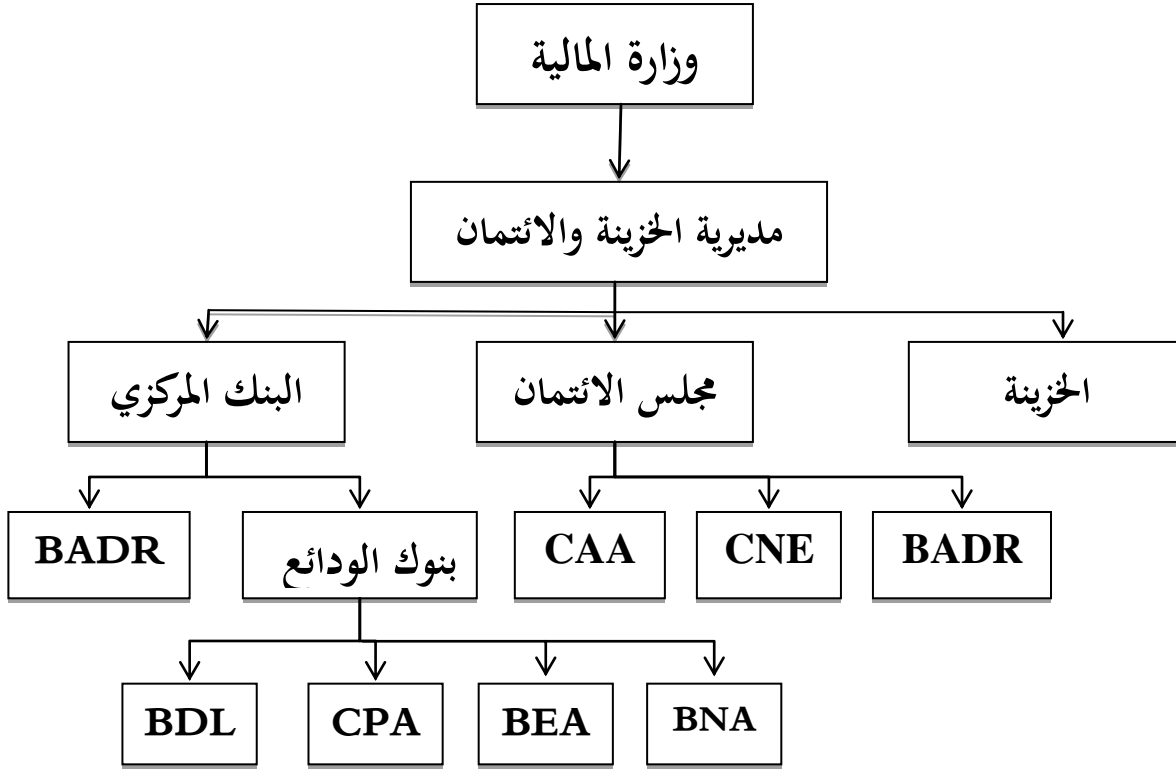 وزارة المالية
مديرية الخزينة والائتمان
الخزينة
مجلس الائتمان
البنك المركزي
BADR
CNE
CAA
بنوك الودائع
BADR
BNA
BEA
CPA
BDL